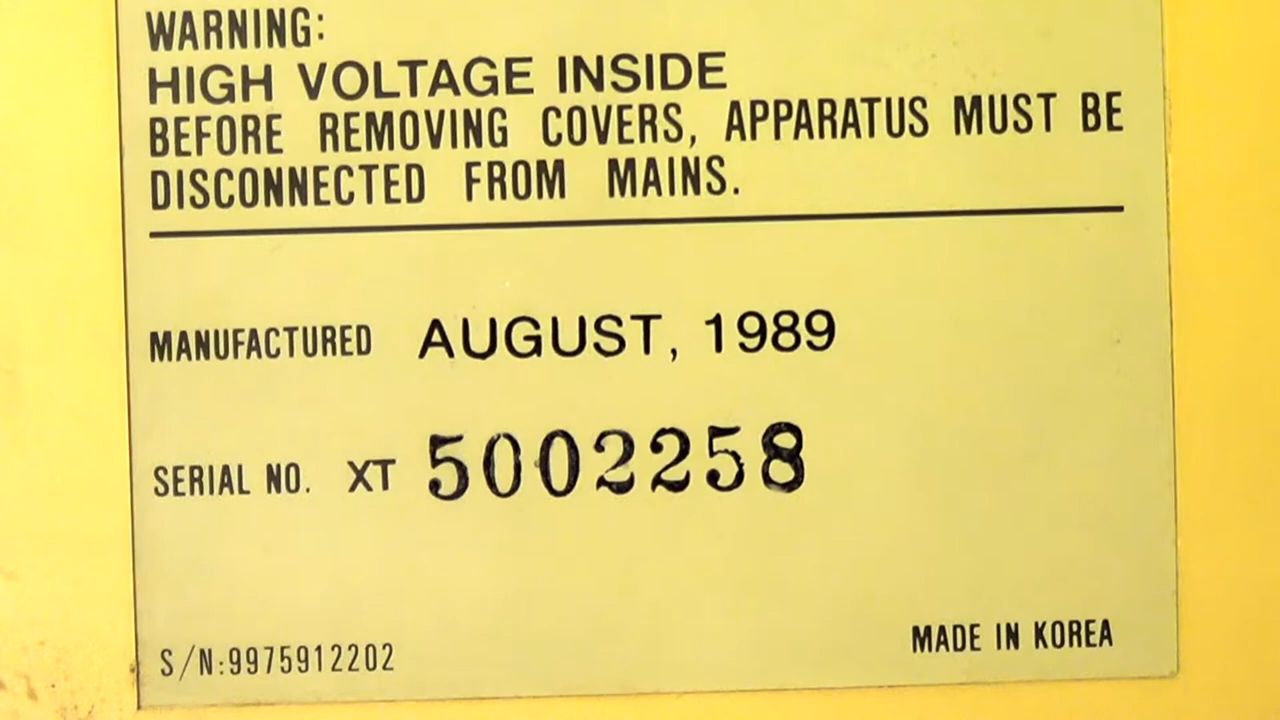 WARNING:
HIGH VOLTAGE INSIDE
BEFORE REMOVING COVERS, APPARATUS MUST BE
DISCONNECTED FROM MAINS.
MANUFACTURED AUGUST, 1989
SERIAL NO. XT 5002258
S/N:9975912202
MADE IN KOREA